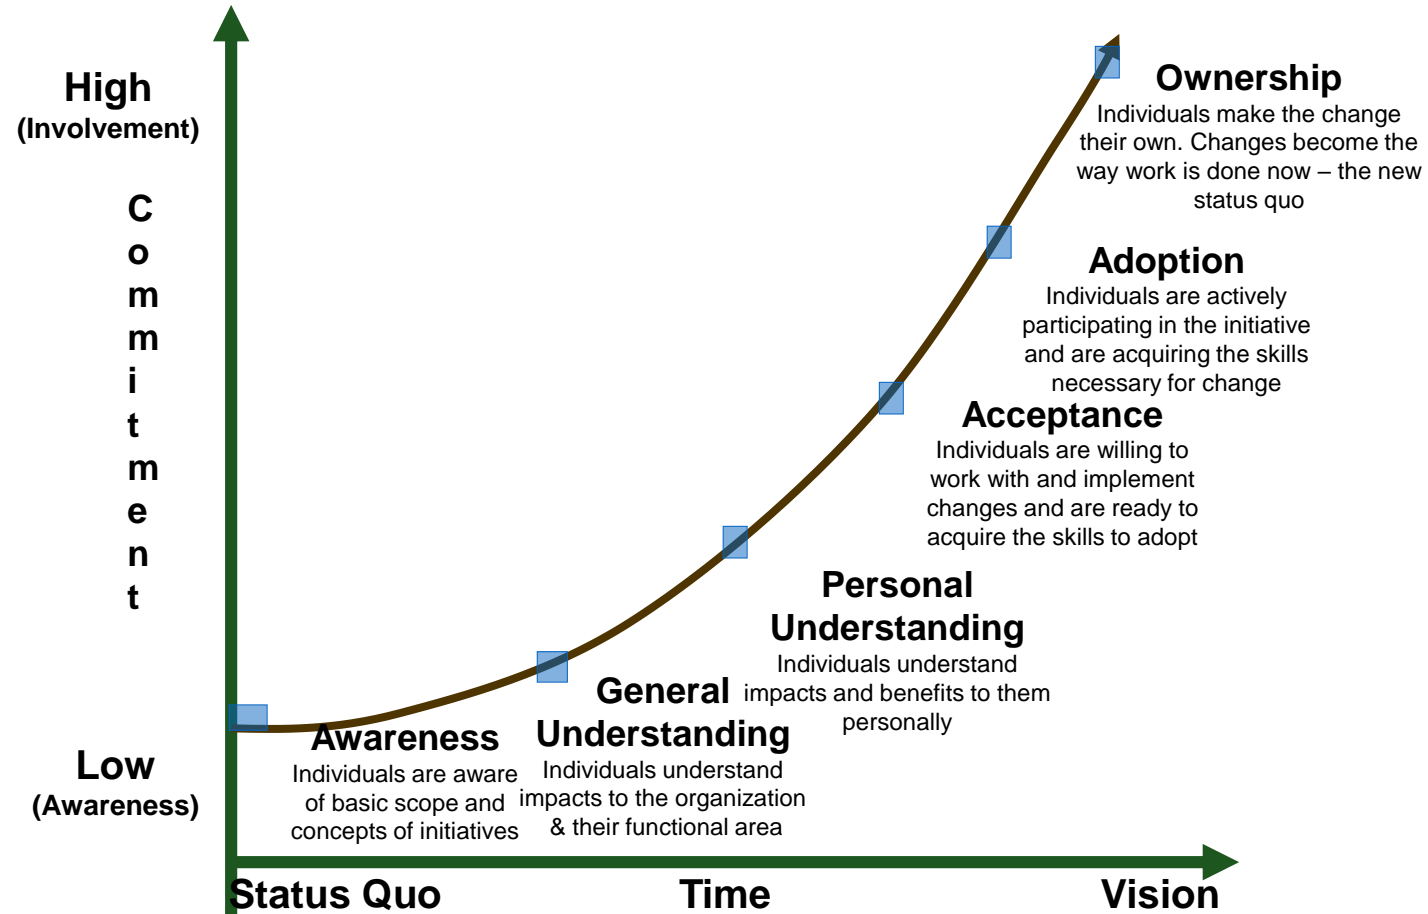 High
(Involvement)
C
o
m
m
i
t
m
e
n
t
Low
(Awareness)
Ownership
Individuals make the change
their own. Changes become the
way work is done now – the new
status quo
Adoption
Individuals are actively
participating in the initiative
and are acquiring the skills
necessary for change
Acceptance
Individuals are willing to
work with and implement
changes and are ready to
acquire the skills to adopt
Personal
Understanding
Individuals understand
impacts and benefits to them
personally
General
Understanding
Individuals understand
impacts to the organization
& their functional area
Awareness
Individuals are aware
of basic scope and
concepts of initiatives
Status Quo
Time
Vision